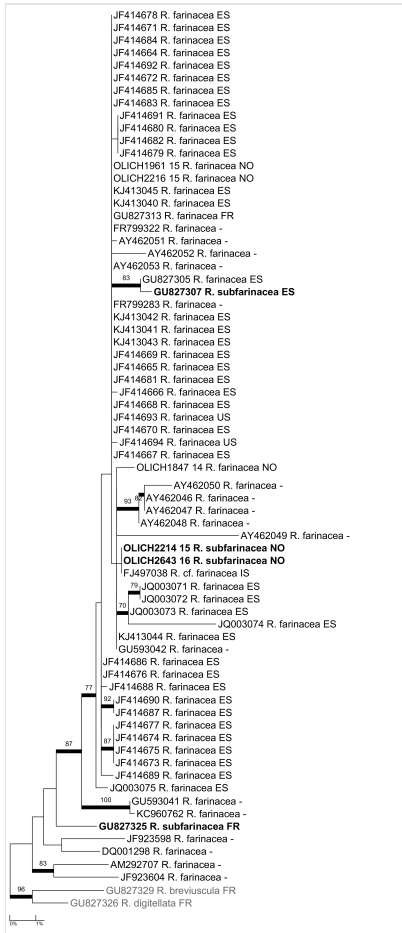 JF414678 R. farinacea ES
JF414671 R. farinacea ES
JF414684 R. farinacea ES
JF414664 R. farinacea ES
JF414692 R. farinacea ES
JF414672 R. farinacea ES
JF414685 R. farinacea ES
JF414683 R. farinacea ES
JF414691 R. farinacea ES
JF414680 R. farinacea ES
JF414682 R. farinacea ES
JF414679 R. farinacea ES
OLICH1961 15 R. farinacea NO
OLICH2216 15 R. farinacea NO
KJ413045 R. farinacea ES
KJ413040 R. farinacea ES
GU827313 R. farinacea FR
FR799322 R. farinacea -
AY462051 R. farinacea -
AY462052 R. farinacea -
AY462053 R. farinacea -
83
GU827305 R. farinacea ES
GU827307 R. subfarinacea ES
FR799283 R. farinacea -
KJ413042 R. farinacea ES
KJ413041 R. farinacea ES
KJ413043 R. farinacea ES
JF414669 R. farinacea ES
JF414665 R. farinacea ES
JF414681 R. farinacea ES
JF414666 R. farinacea ES
JF414668 R. farinacea ES
JF414693 R. farinacea US
JF414670 R. farinacea ES
JF414694 R. farinacea US
JF414667 R. farinacea ES
OLICH1847 14 R. farinacea NO
AY462050 R. farinacea -
93 82 AY462046 R. farinacea -
AY462047 R. farinacea -
AY462048 R. farinacea -
AY462049 R. farinacea -
OLICH2214 15 R. subfarinacea NO
OLICH2643 16 R. subfarinacea NO
FJ497038 R. cf. farinacea IS
79 JQ003071 R. farinacea ES
JQ003072 R. farinacea ES
70 JQ003073 R. farinacea ES
JQ003074 R. farinacea ES
KJ413044 R. farinacea ES
GU593042 R. farinacea -
JF414686 R. farinacea ES
JF414676 R. farinacea ES
77 JF414688 R. farinacea ES
92 JF414690 R. farinacea ES
JF414687 R. farinacea ES
JF414677 R. farinacea ES
87 JF414674 R. farinacea ES
JF414675 R. farinacea ES
JF414673 R. farinacea ES
87 JF414689 R. farinacea ES
JQ003075 R. farinacea ES
100 GU593041 R. farinacea -
KC960762 R. farinacea -
GU827325 R. subfarinacea FR
JF923598 R. farinacea -
DQ001298 R. farinacea -
83 AM292707 R. farinacea -
JF923604 R. farinacea -
96 GU827329 R. breviuscula FR
GU827326 R. digitellata FR
0% 1%